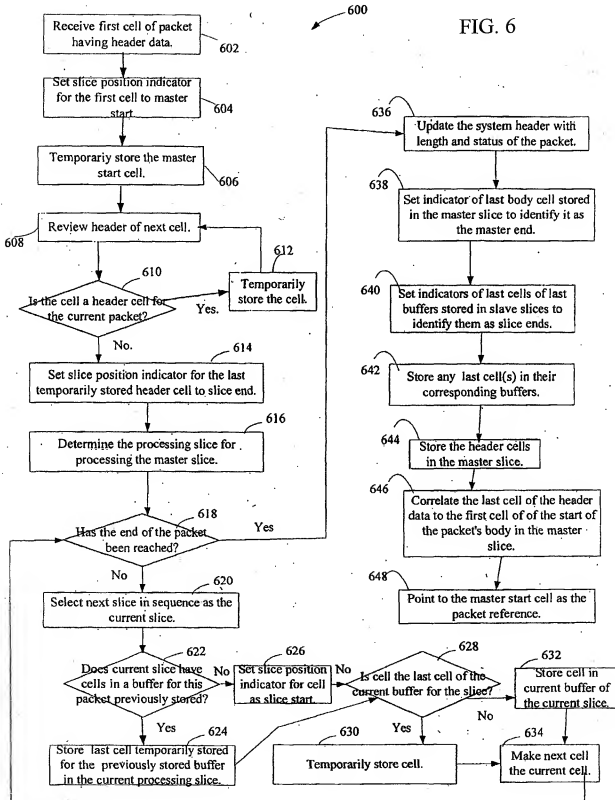 600
FIG. 6
Receive first cell of packet
having header data.
602
Set slice position indicator
for the first cell to master
start.
604
Temporariy store the master
start cell.
606
Review header of next cell.
608
610
Is the cell a header cell for
the current packet?
Yes.
612
Temporarily
store the cell.
No.
614
Set slice position indicator for the last
temporarily stored header cell to slice end.
616
Determine the processing slice for
processing the master slice.
618
Has the end of the packet
been reached?
Yes
No
620
Select next slice in sequence as the
current slice.
622
Does current slice have
cells in a buffer for this
packet previously stored?
No
626
Set slice position
indicator for cell
as slice start.
No
Yes
624
Store last cell temporarily stored
for the previously stored buffer
in the current processing slice.
628
Is cell the last cell of the
current buffer for the slice?
Yes
No
630
Temporarily store cell.
632
Store cell in
current buffer of
the current slice.
634
Make next cell
the current cell.
636
Update the system header with
length and status of the packet.
638
Set indicator of last body cell stored
in the master slice to identify it as
the master end.
640
Set indicators of last cells of last
buffers stored in slave slices to
identify them as slice ends.
642
Store any last cell(s) in their
corresponding buffers.
644
Store the header cells
in the master slice.
646
Correlate the last cell of the header
data to the first cell of of the start of
the packet's body in the master
slice.
648
Point to the master start cell as the
packet reference.